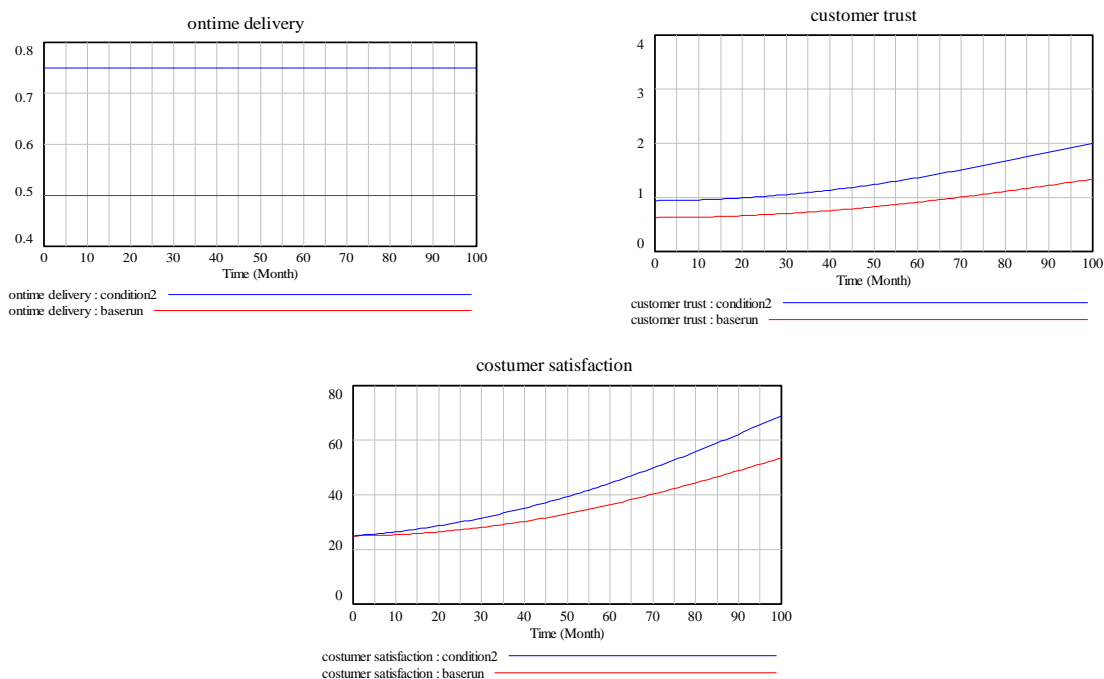 ontime delivery
0.8
0.7
0.6
0.5
0.4
0 10 20 30 40 50 60 70 80 90 100
Time (Month)
ontime delivery : condition2
ontime delivery : baserun
customer trust
4
3
2
1
0
0 10 20 30 40 50 60 70 80 90 100
Time (Month)
customer trust : condition2
customer trust : baserun
costumer satisfaction
80
60
40
20
0
0 10 20 30 40 50 60 70 80 90 100
Time (Month)
costumer satisfaction : condition2
costumer satisfaction : baserun